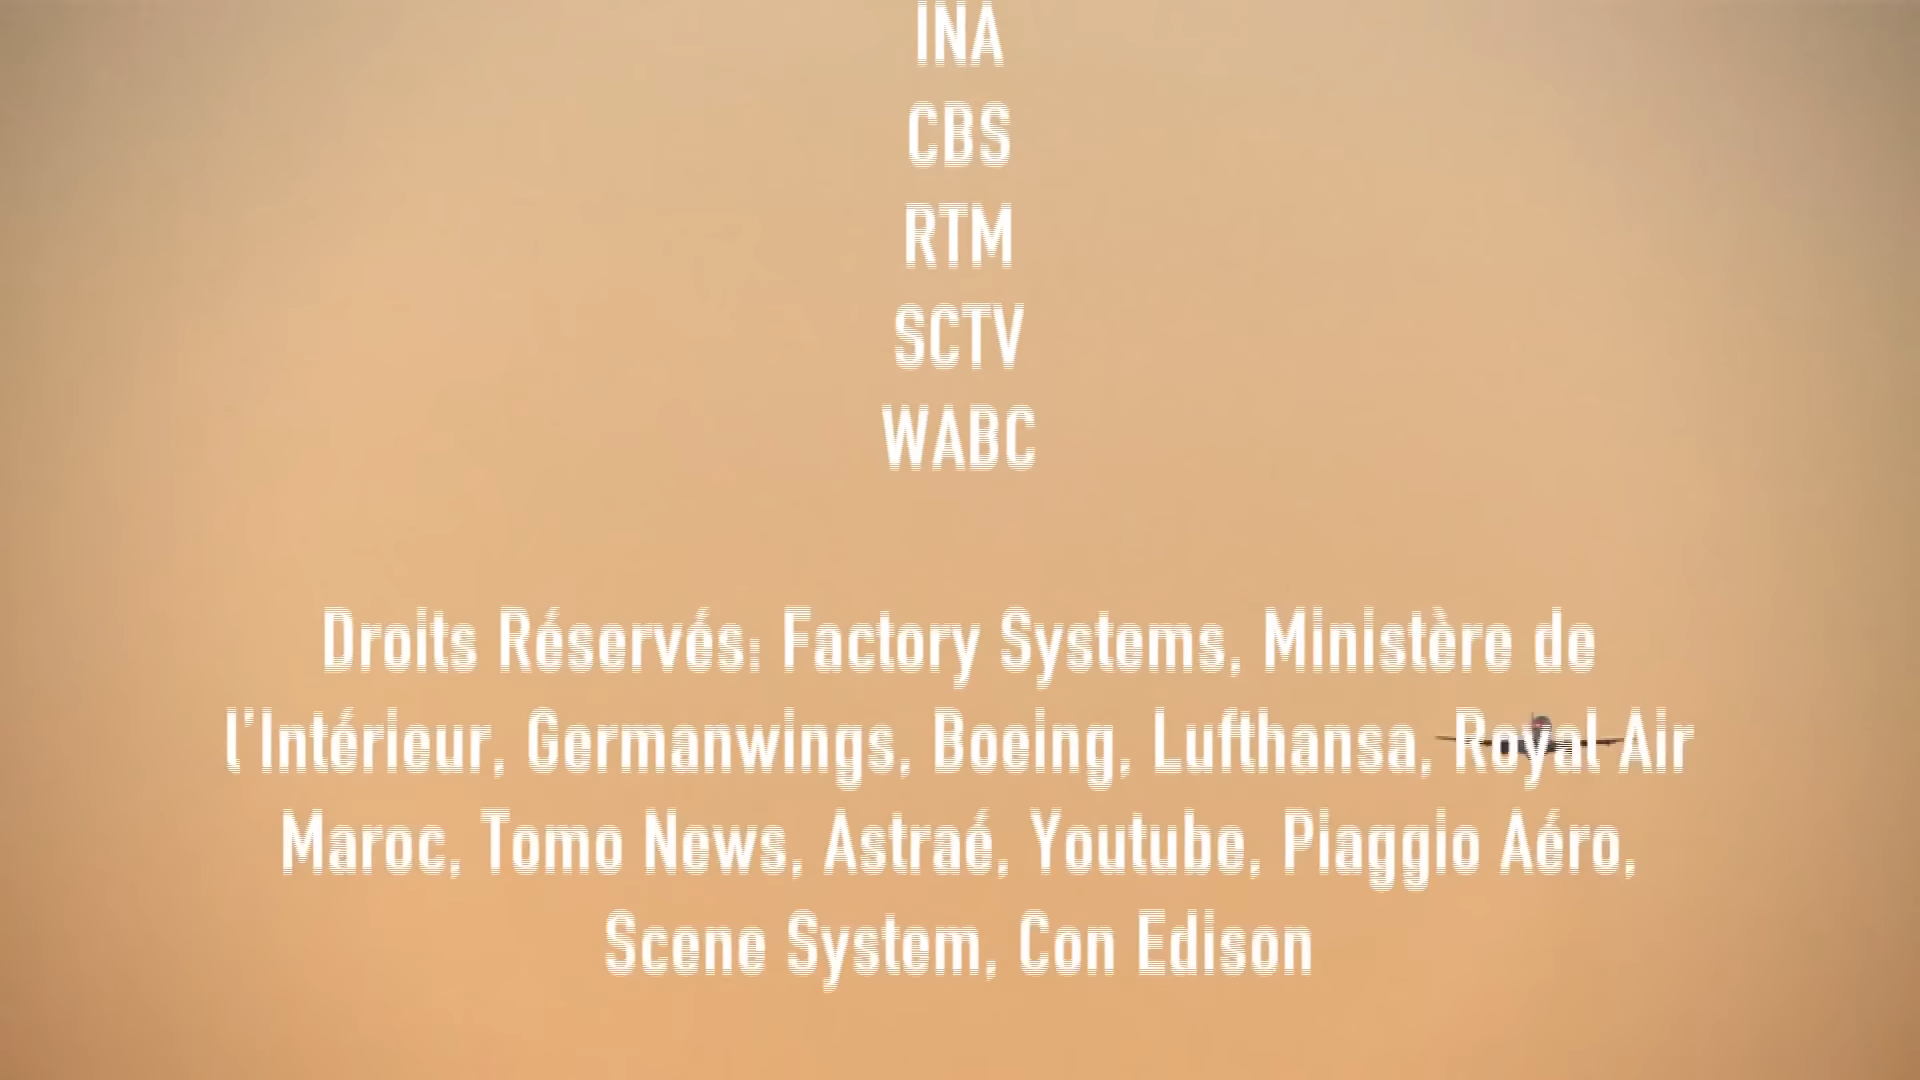 INA
CBS
RTM
SCTV
WABC
Droits Réservés: Factory Systems, Ministère de
l'Intérieur, Germanwings, Boeing, Lufthansa, Royal Air
Maroc, Tomo News, Astraé, Youtube, Piaggio Aéro,
Scene System, Con Edison